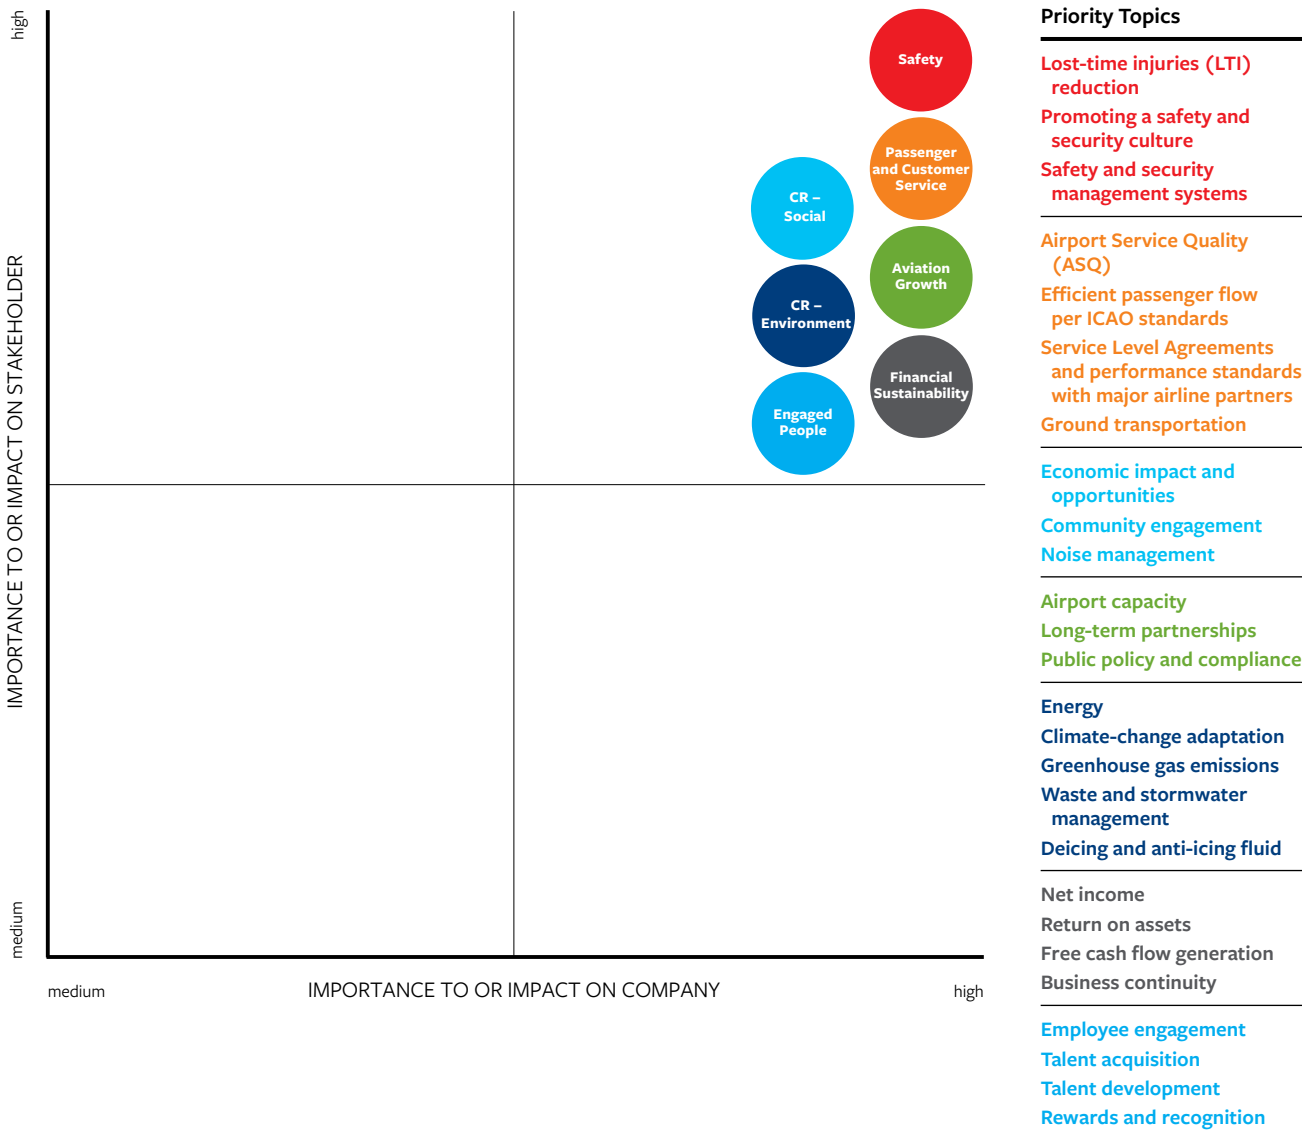 high
IMPORTANCE TO OR IMPACT ON STAKEHOLDER
medium
Safety
Passenger
and Customer
Service
CR –
Social
Aviation
Growth
CR –
Environment
Financial
Sustainability
Engaged
People
medium
IMPORTANCE TO OR IMPACT ON COMPANY
high
Priority Topics
Lost-time injuries (LTI)
reduction
Promoting a safety and
security culture
Safety and security
management systems
Airport Service Quality
(ASQ)
Efficient passenger flow
per ICAO standards
Service Level Agreements
and performance standards
with major airline partners
Ground transportation
Economic impact and
opportunities
Community engagement
Noise management
Airport capacity
Long-term partnerships
Public policy and compliance
Energy
Climate-change adaptation
Greenhouse gas emissions
Waste and stormwater
management
Deicing and anti-icing fluid
Net income
Return on assets
Free cash flow generation
Business continuity
Employee engagement
Talent acquisition
Talent development
Rewards and recognition